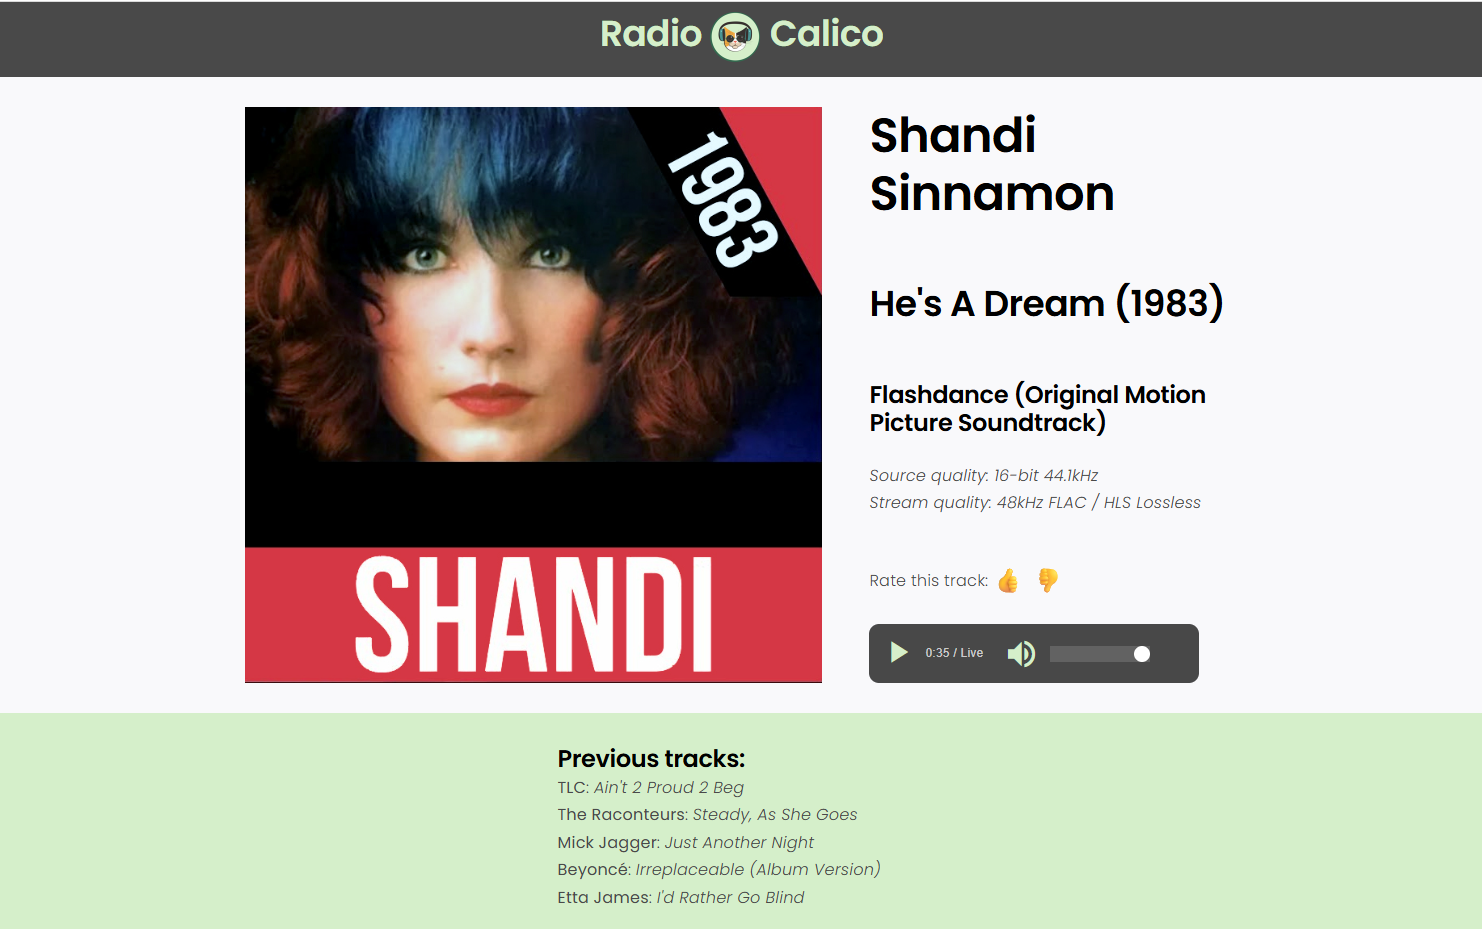 Radio Calico
1983
SHANDI
Shandi
Sinnamon
He's A Dream (1983)
Flashdance (Original Motion
Picture Soundtrack)
Source quality: 16-bit 44.1kHz
Stream quality: 48kHz FLAC / HLS Lossless
Rate this track:
0:35 / Live
Previous tracks:
TLC: Ain't 2 Proud 2 Beg
The Raconteurs: Steady, As She Goes
Mick Jagger: Just Another Night
Beyoncé: Irreplaceable (Album Version)
Etta James: I'd Rather Go Blind